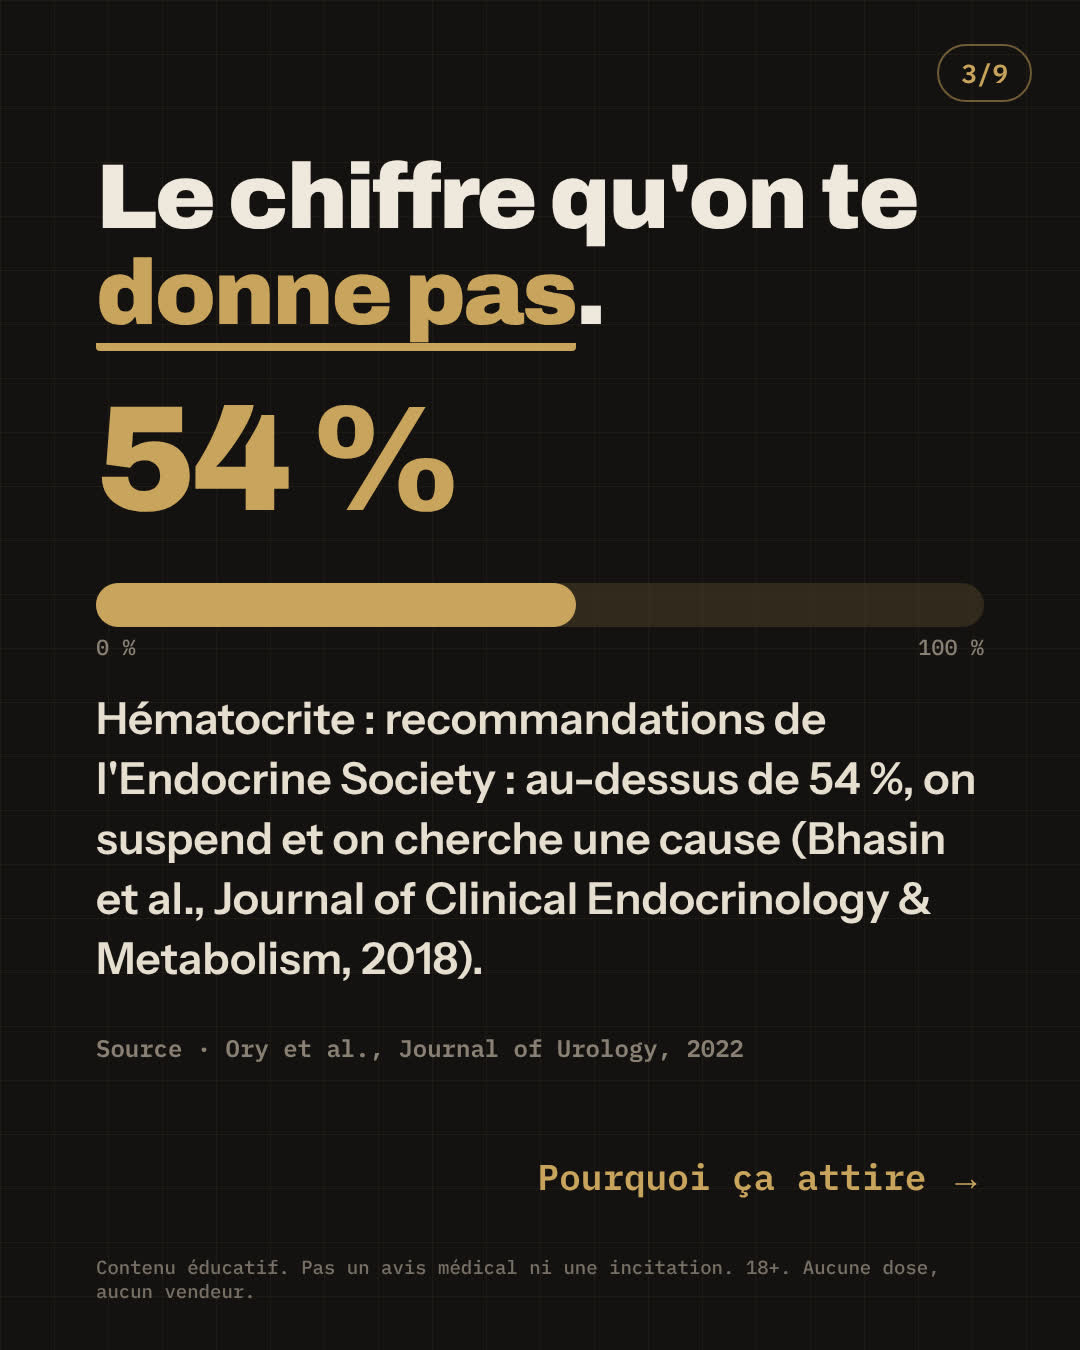 3/9
Le chiffre qu'on te
donne pas.
54 %
0 %
100 %
Hématocrite : recommandations de
l'Endocrine Society : au-dessus de 54 %, on
suspend et on cherche une cause (Bhasin
et al., Journal of Clinical Endocrinology &
Metabolism, 2018).
Source · Ory et al., Journal of Urology, 2022
Pourquoi ça attire →
Contenu éducatif. Pas un avis médical ni une incitation. 18+. Aucune dose,
aucun vendeur.